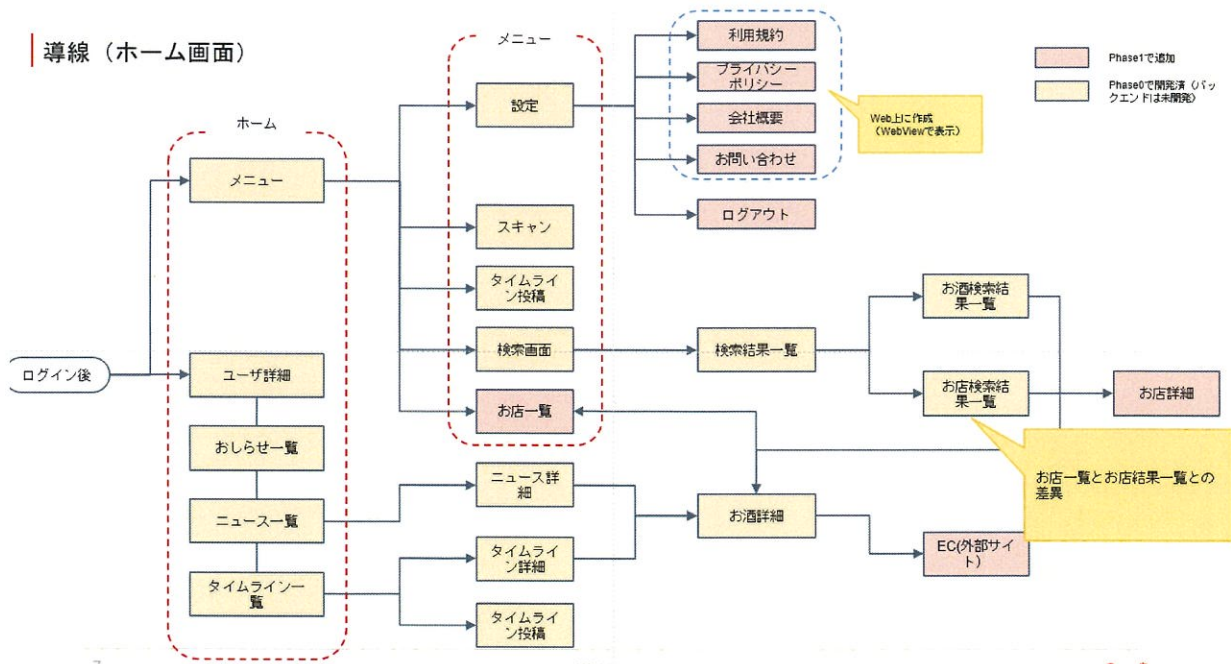 導線（ホーム画面）
メニュー
利用規約
プライバシー
ポリシー
会社概要
お問い合わせ
ログアウト
Phase1で追加
Phase0で開発済（バッ
クエンドは未開発）
Web上に作成
（WebViewで表示）
ホーム
メニュー
設定
スキャン
タイムライ
ン投稿
検索画面
お店一覧
検索結果一覧
お酒検索結
果一覧
お店検索結
果一覧
お店詳細
お店一覧とお店結果一覧との
差異
ログイン後
ユーザ詳細
おしらせ一覧
ニュース一覧
タイムライン一
覧
ニュース詳
細
タイムライ
ン詳細
タイムライ
ン投稿
お酒詳細
EC(外部サイ
ト)
7